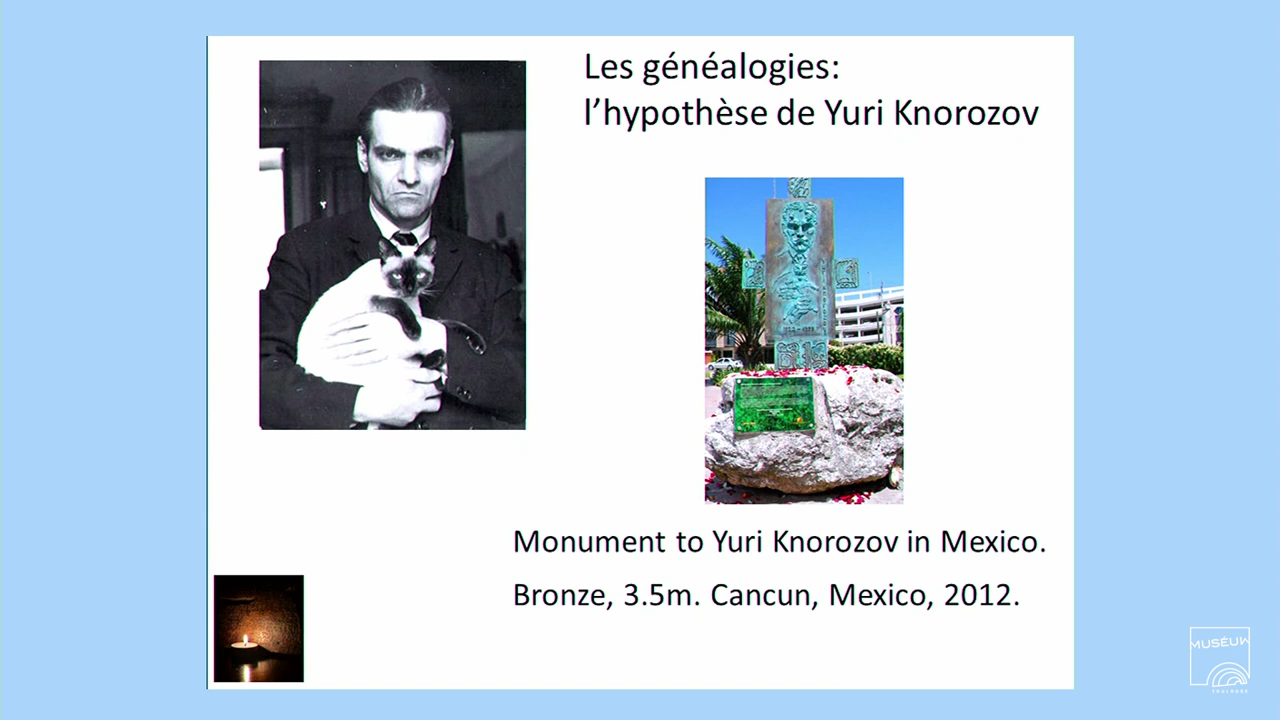 Les généalogies:
l’hypothèse de Yuri Knorozov
Monument to Yuri Knorozov in Mexico.
Bronze, 3.5m. Cancun, Mexico, 2012.
MUSÉUM
TOULOUSE